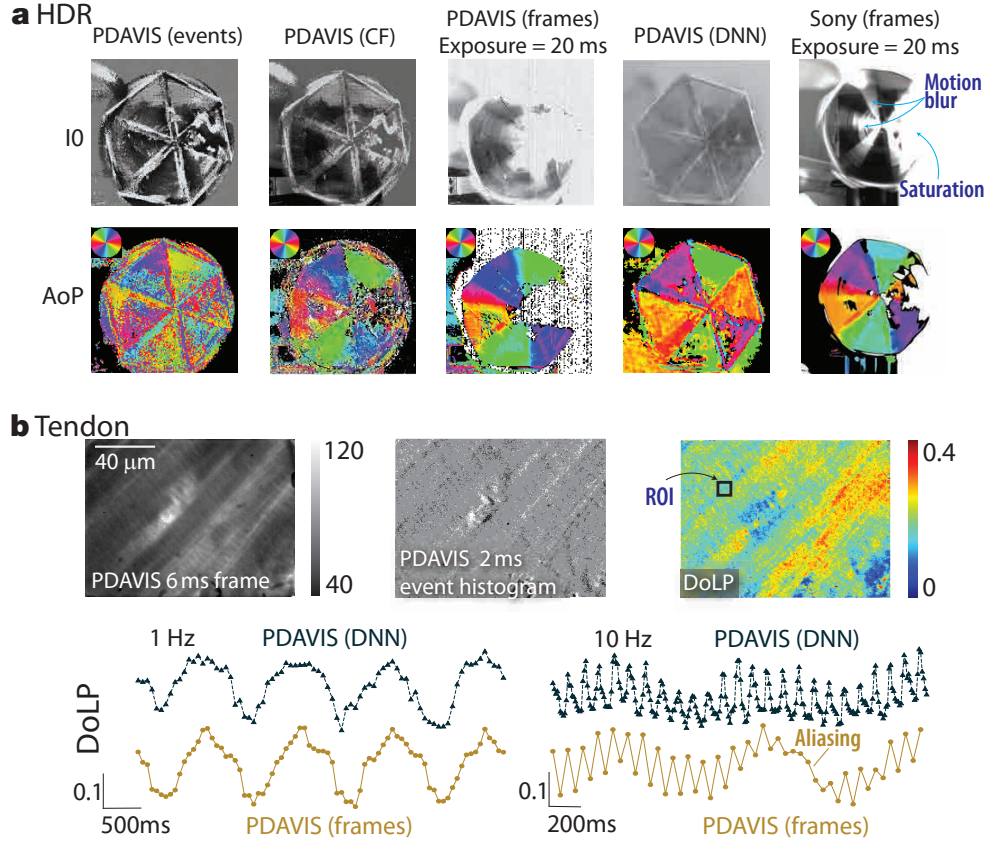 a HDR
PDAVIS (events)
PDAVIS (CF)
PDAVIS (frames)
Exposure = 20 ms
PDAVIS (DNN)
Sony (frames)
Exposure = 20 ms
I0
Motion
blur
Saturation
AoP
b Tendon
40 μm
PDAVIS 6 ms frame
120
40
PDAVIS 2 ms
event histogram
ROI
DoLP
0.4
0
DoLP
1 Hz
PDAVIS (DNN)
0.1
500ms
PDAVIS (frames)
10 Hz
PDAVIS (DNN)
Aliasing
0.1
200ms
PDAVIS (frames)